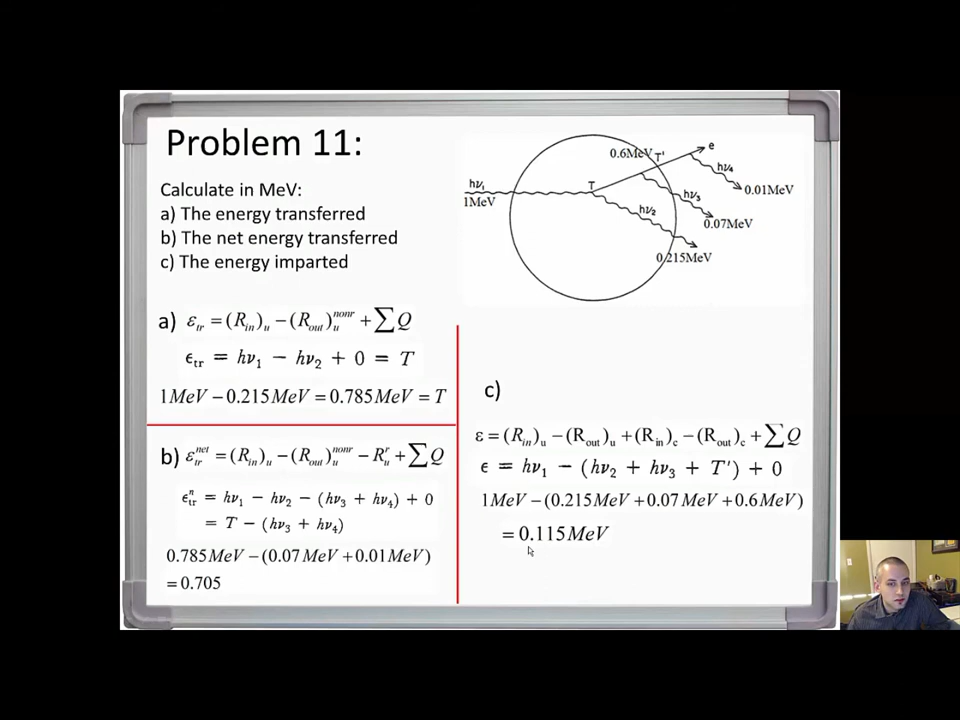 Problem 11:
Calculate in MeV:
a) The energy transferred
b) The net energy transferred
c) The energy imparted
hν₁
1MeV
T
0.6MeV
T'
e
hν₄
0.01MeV
hν₃
0.07MeV
hν₂
0.215MeV
a) ε_tr = (R_in)_u − (R_out)_u^nonr + ∑Q
ϵ_tr = hν₁ − hν₂ + 0 = T
1MeV − 0.215MeV = 0.785MeV = T
b) ε_tr^net = (R_in)_u − (R_out)_u^nonr − R_u^r + ∑Q
ϵ_tr^n = hν₁ − hν₂ − (hν₃ + hν₄) + 0
= T − (hν₃ + hν₄)
0.785MeV − (0.07MeV + 0.01MeV)
= 0.705
c)
ε = (R_in)_u − (R_out)_u + (R_in)_c − (R_out)_c + ∑Q
ϵ = hν₁ − (hν₂ + hν₃ + T') + 0
1MeV − (0.215MeV + 0.07MeV + 0.6MeV)
= 0.115MeV